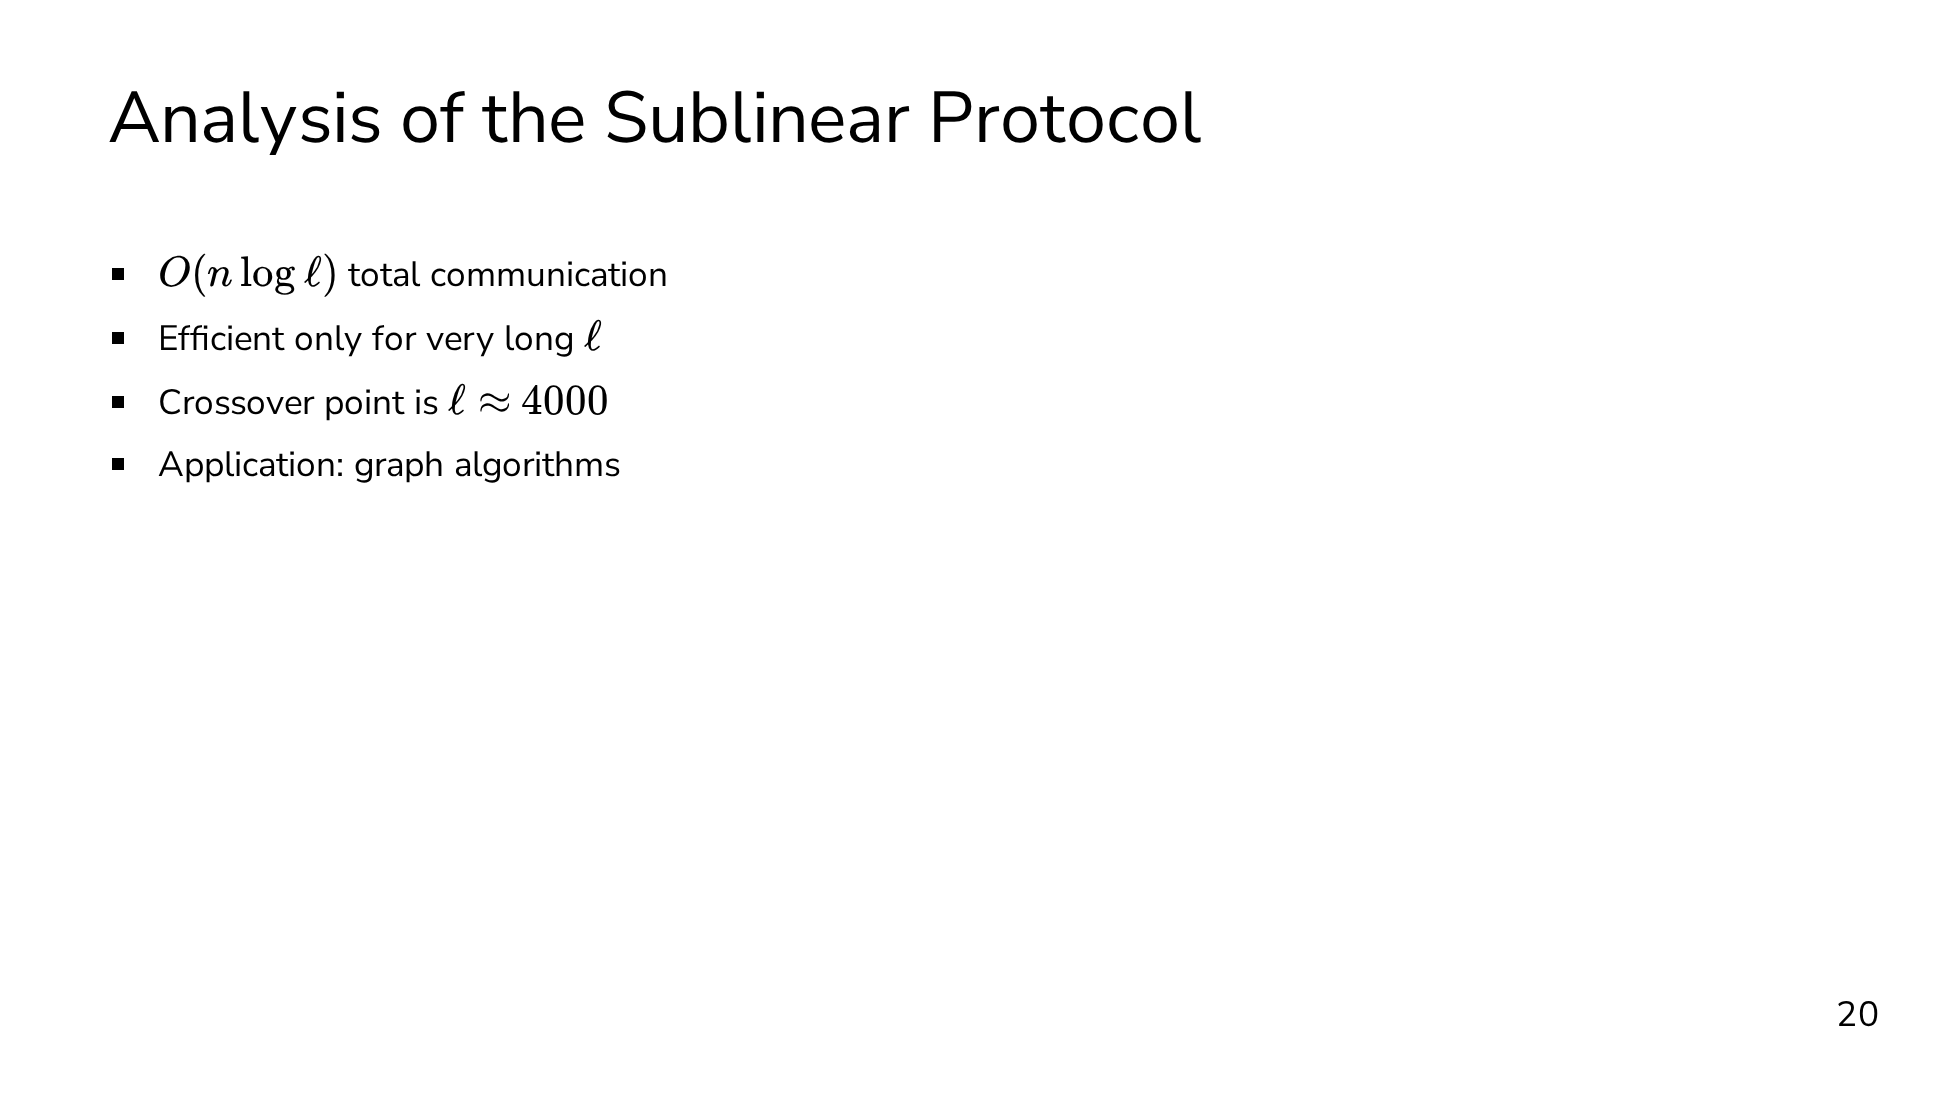 Analysis of the Sublinear Protocol
▪ O(n log ℓ) total communication
▪ Efficient only for very long ℓ
▪ Crossover point is ℓ ≈ 4000
▪ Application: graph algorithms
20